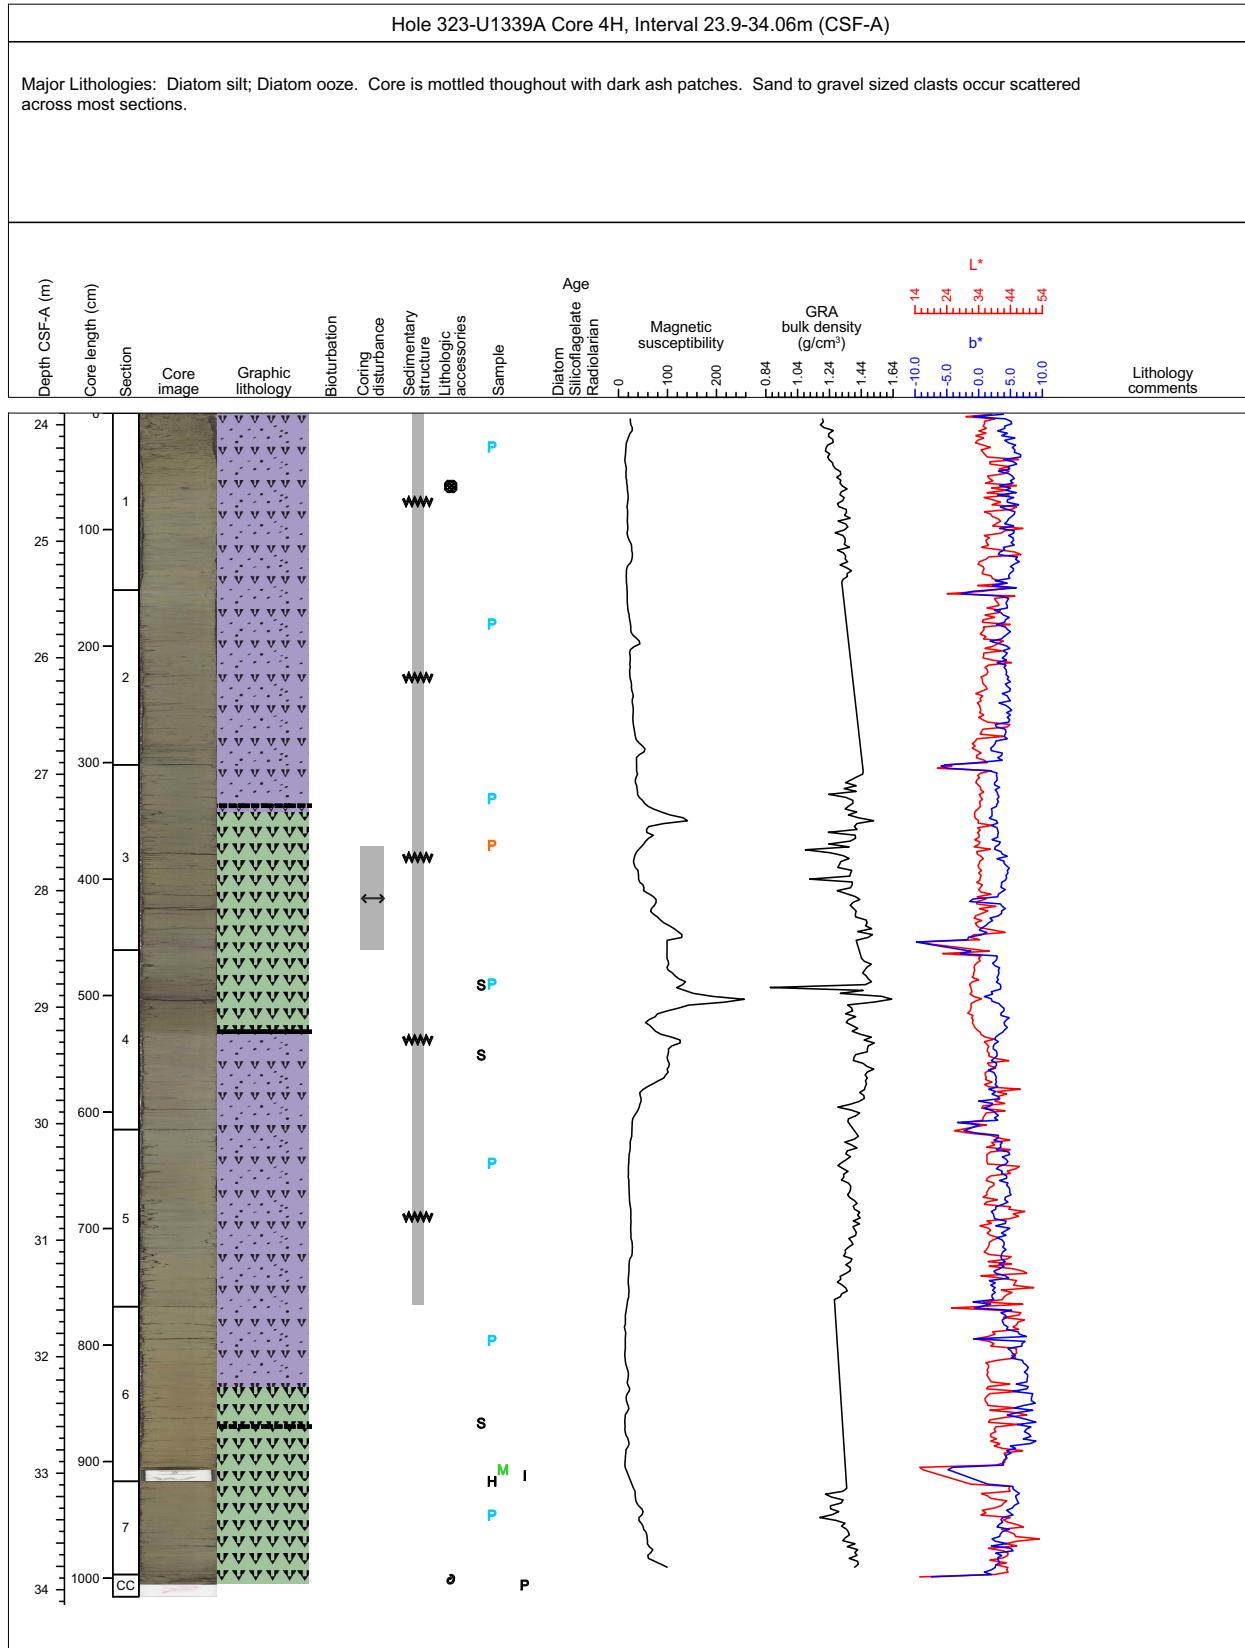 Hole 323-U1339A Core 4H, Interval 23.9-34.06m (CSF-A)
Major Lithologies: Diatom silt; Diatom ooze. Core is mottled thoughout with dark ash patches. Sand to gravel sized clasts occur scattered
across most sections.
Depth CSF-A (m)
Core length (cm)
Section
Core
image
Graphic
lithology
Bioturbation
Coring
disturbance
Sedimentary
structure
Lithologic
accessories
Sample
Age
Diatom
Silicoflagelate
Radiolarian
Magnetic
susceptibility
0
100
200
GRA
bulk density
(g/cm³)
0.84
1.04
1.24
1.44
1.64
L*
14
24
34
44
54
b*
-10.0
-5.0
0.0
5.0
10.0
Lithology
comments
24
25
26
27
28
29
30
31
32
33
34
0
100
200
300
400
500
600
700
800
900
1000
1
2
3
4
5
6
7
CC
P
P
P
P
S P
S
P
P
S
M
H
I
P
P